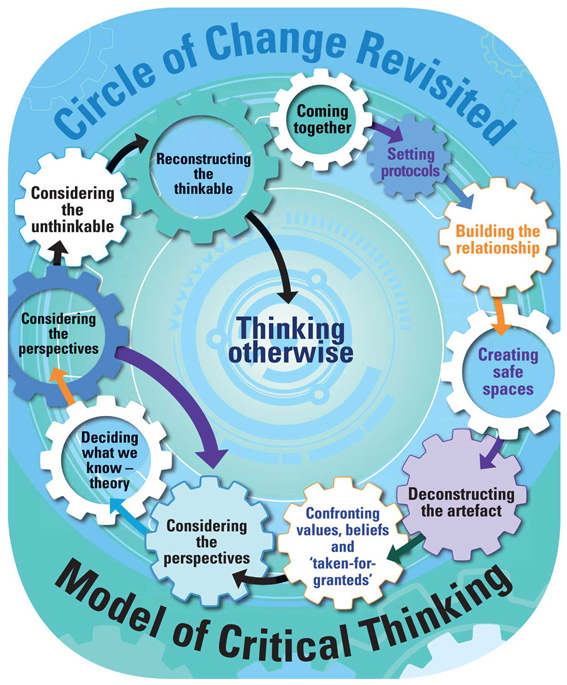 Circle of Change Revisited
Coming
together
Setting
protocols
Building the
relationship
Creating
safe
spaces
Deconstructing
the artefact
Confronting
values, beliefs
and
‘taken-for-
granteds’
Considering
the
perspectives
Deciding
what we
know –
theory
Considering
the
perspectives
Considering
the
unthinkable
Reconstructing
the
thinkable
Thinking
otherwise
Model of Critical Thinking